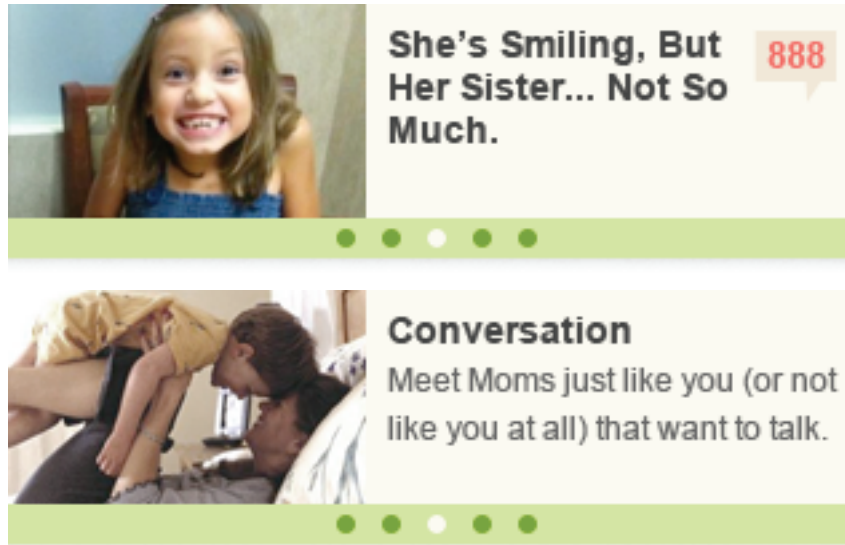 She's Smiling, But
Her Sister... Not So
Much.
888
Conversation
Meet Moms just like you (or not
like you at all) that want to talk.